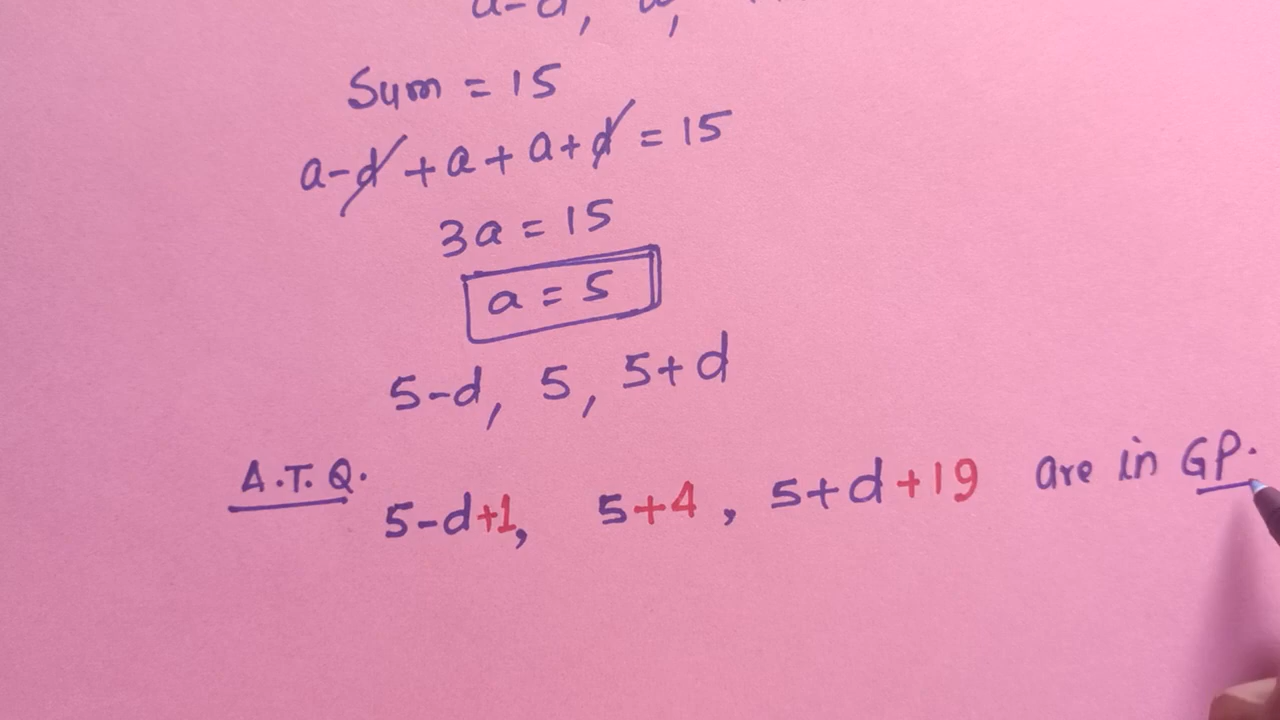 a-d, a,
Sum = 15
a-d + a + a+d = 15
3a = 15
a = 5
5-d, 5, 5+d
A.T.Q. 5-d+1, 5+4, 5+d+19 are in GP.